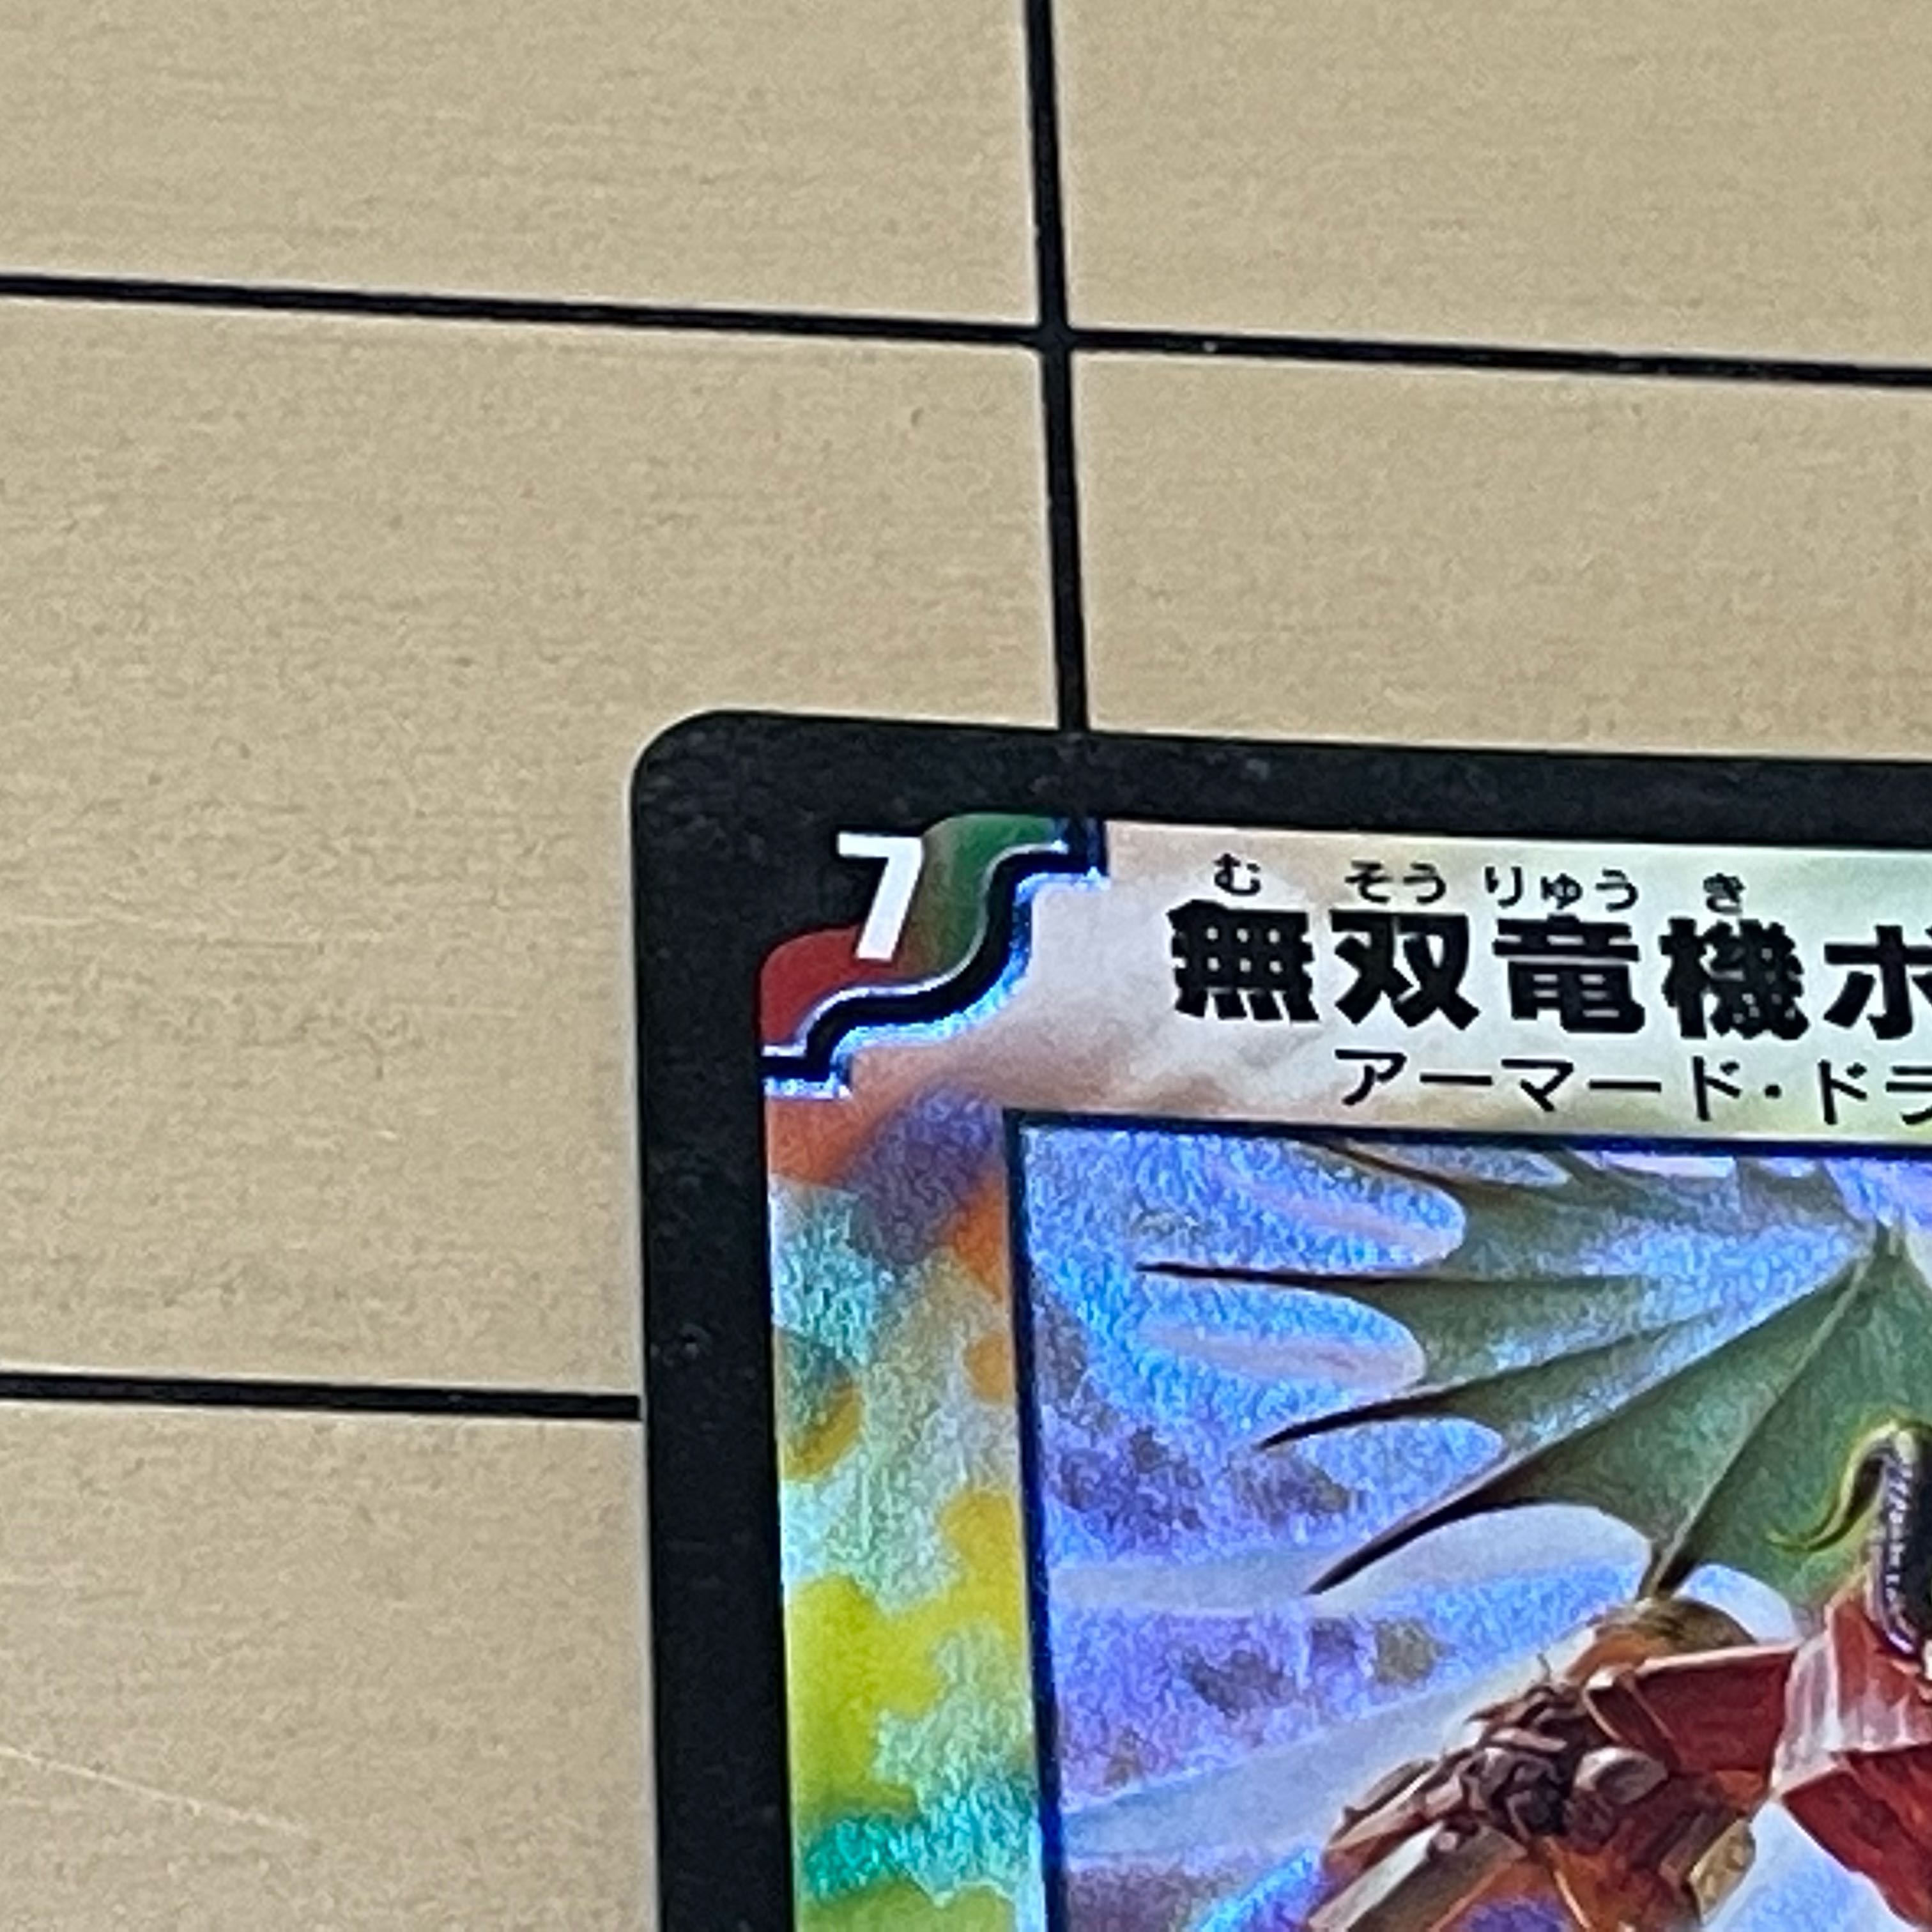 7
む そう りゅう き
無双竜機ボ
アーマード・ドラ